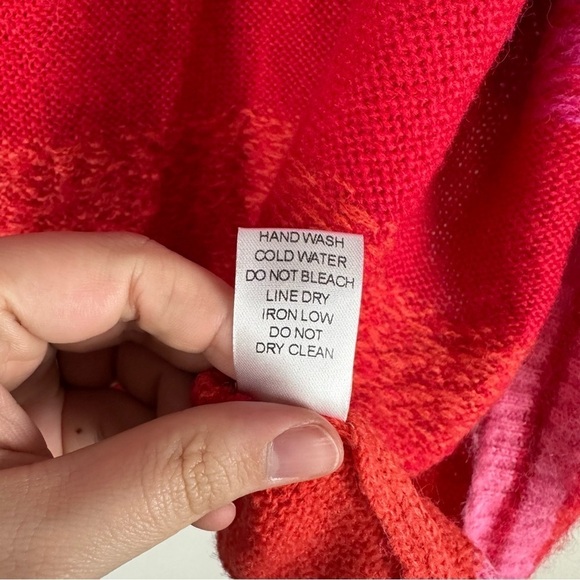 HAND WASH
COLD WATER
DO NOT BLEACH
LINE DRY
IRON LOW
DO NOT
DRY CLEAN